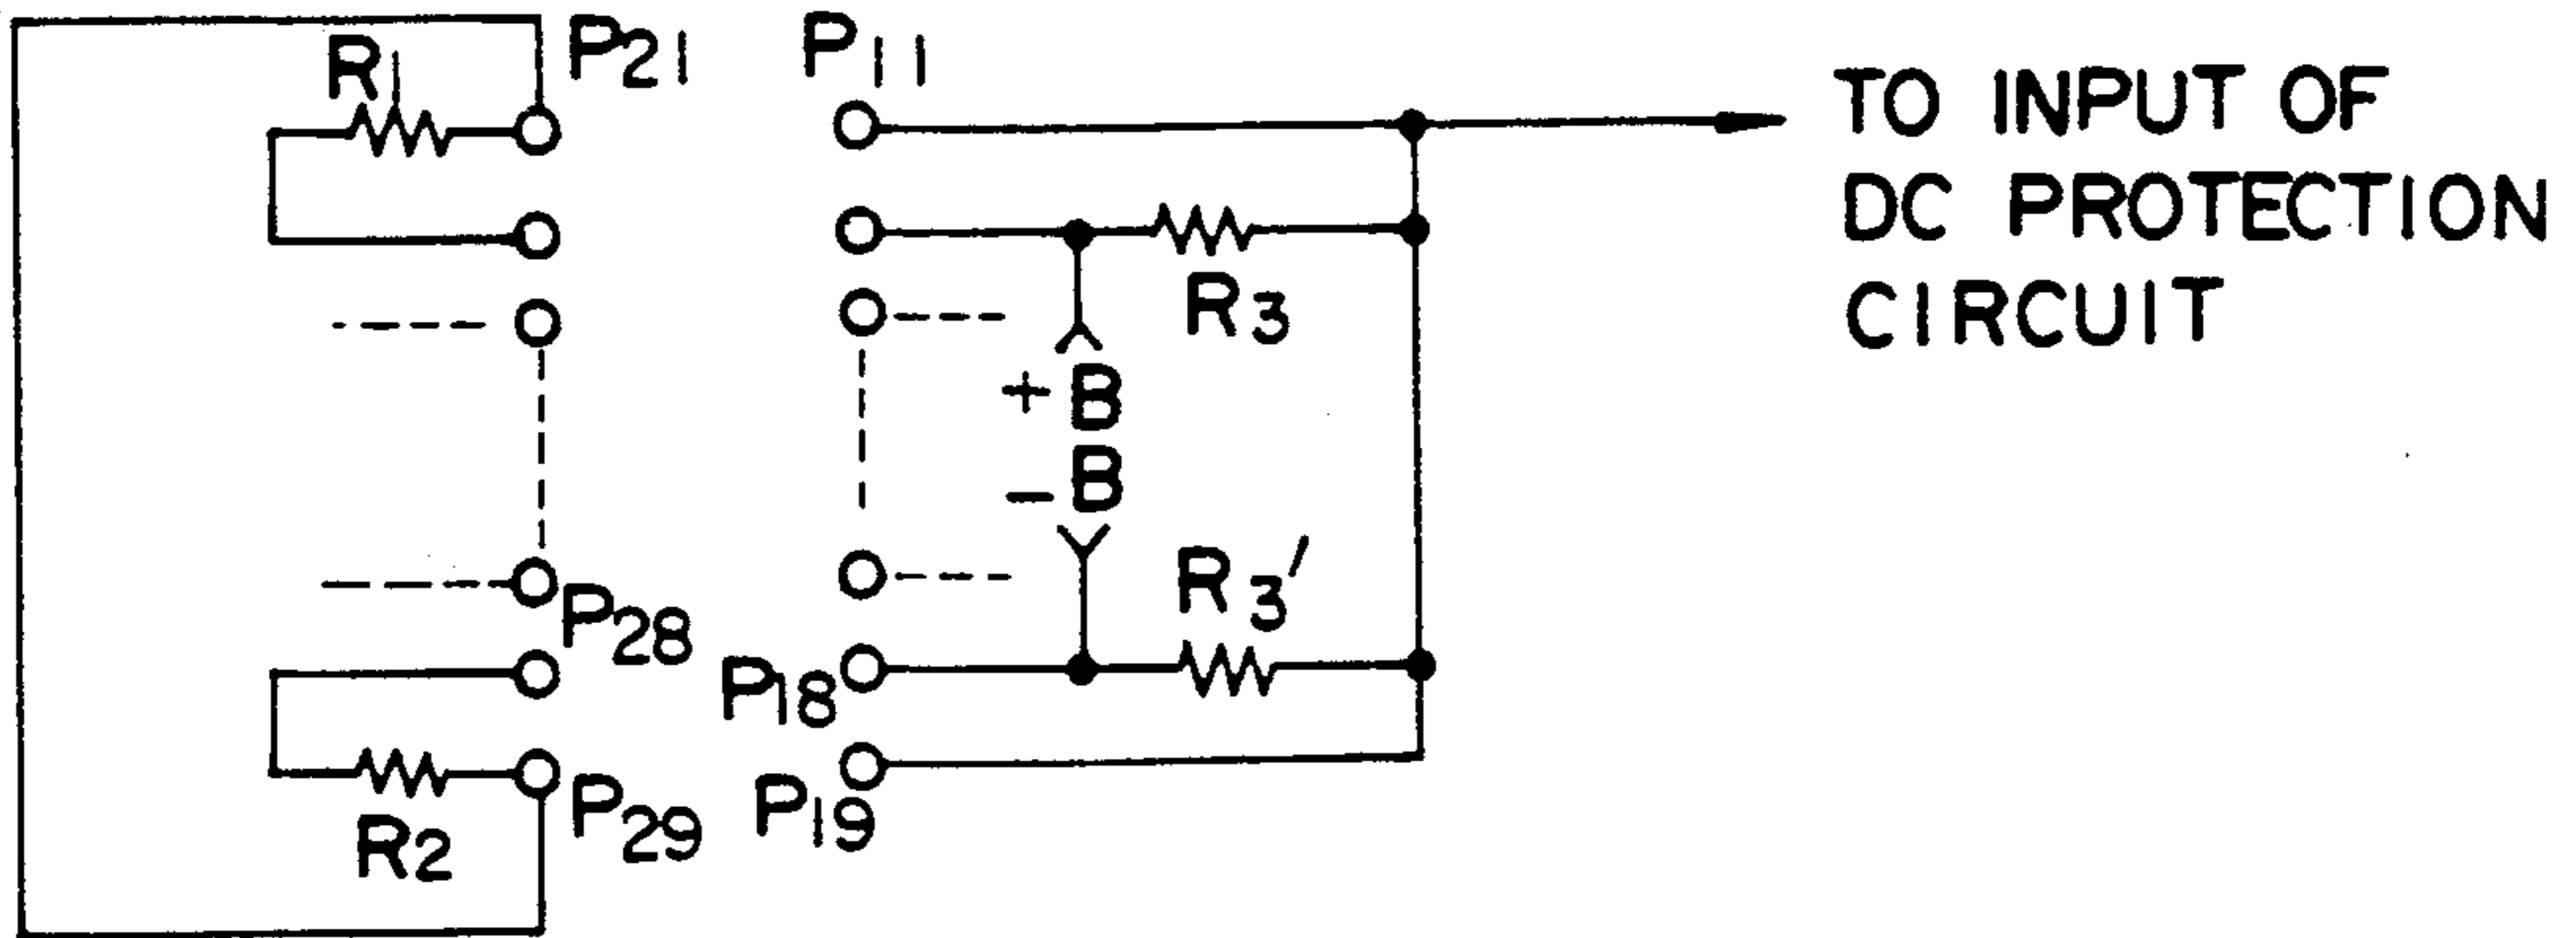 R1
P21
P11
TO INPUT OF
DC PROTECTION
CIRCUIT
R3
+B
-B
R3'
P28
P18
P29
P19
R2